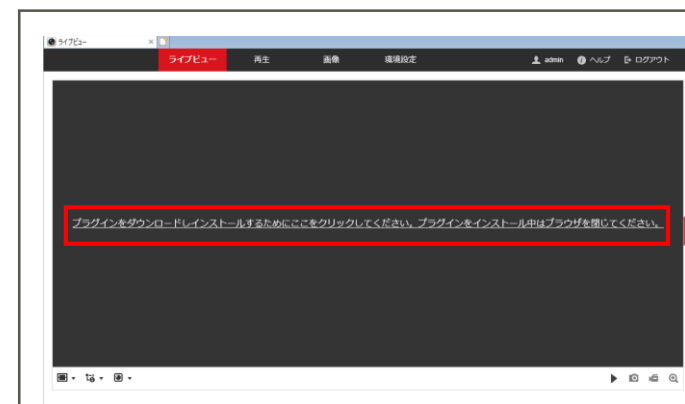 ライブビュー
ライブビュー 再生 画像 環境設定 admin ヘルプ ログアウト
プラグインをダウンロードしインストールするためにここをクリックしてください。プラグインをインストール中はブラウザを閉じてください。